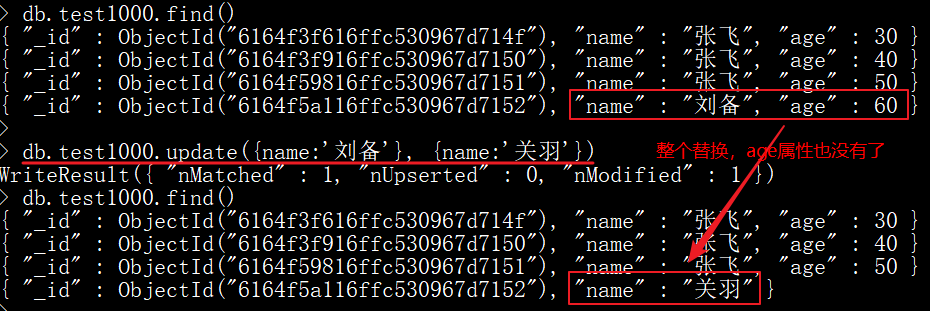 > db.test1000.find()
{ "_id" : ObjectId("6164f3f616ffc530967d714f"), "name" : "张飞", "age" : 30 }
{ "_id" : ObjectId("6164f3f916ffc530967d7150"), "name" : "张飞", "age" : 40 }
{ "_id" : ObjectId("6164f59816ffc530967d7151"), "name" : "张飞", "age" : 50 }
{ "_id" : ObjectId("6164f5a116ffc530967d7152"), "name" : "刘备", "age" : 60 }
>
> db.test1000.update({name:'刘备'}, {name:'关羽'})
整个替换，age属性也没有了
WriteResult({ "nMatched" : 1, "nUpserted" : 0, "nModified" : 1 })
> db.test1000.find()
{ "_id" : ObjectId("6164f3f616ffc530967d714f"), "name" : "张飞", "age" : 30 }
{ "_id" : ObjectId("6164f3f916ffc530967d7150"), "name" : "张飞", "age" : 40 }
{ "_id" : ObjectId("6164f59816ffc530967d7151"), "name" : "张飞", "age" : 50 }
{ "_id" : ObjectId("6164f5a116ffc530967d7152"), "name" : "关羽" }